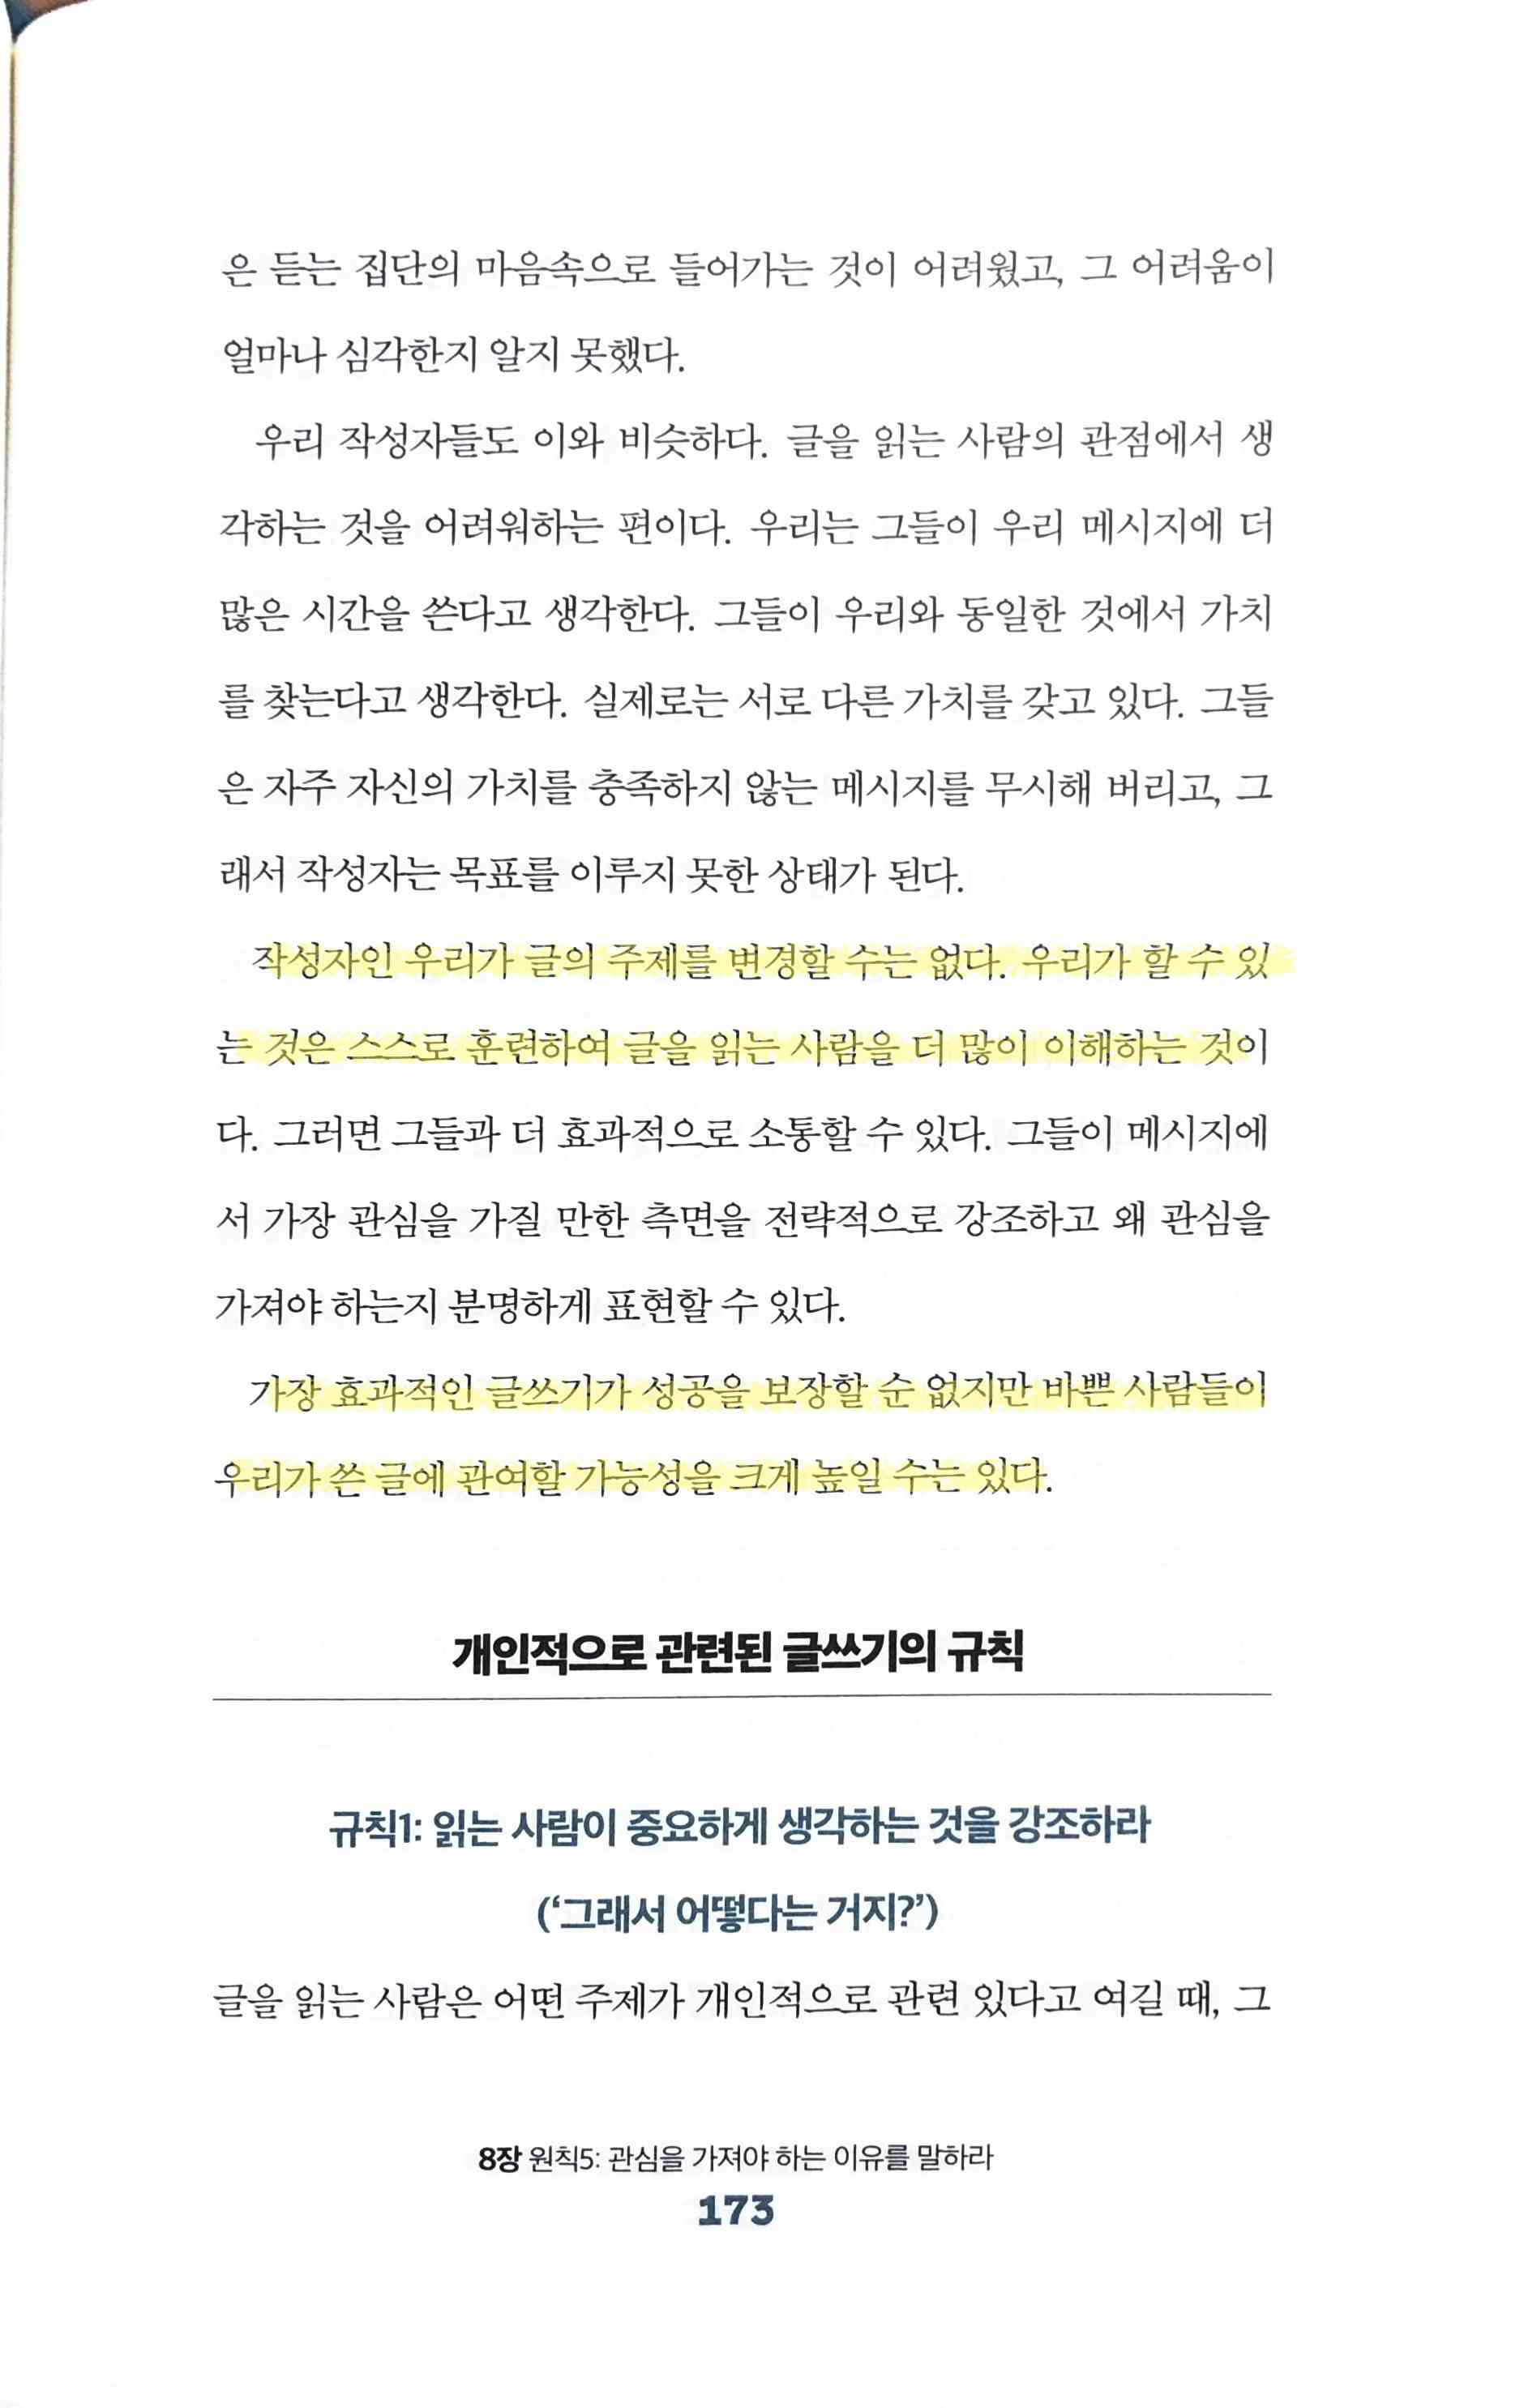 은 듣는 집단의 마음속으로 들어가는 것이 어려웠고, 그 어려움이
얼마나 심각한지 알지 못했다.
우리 작성자들도 이와 비슷하다. 글을 읽는 사람의 관점에서 생
각하는 것을 어려워하는 편이다. 우리는 그들이 우리 메시지에 더
많은 시간을 쓴다고 생각한다. 그들이 우리와 동일한 것에서 가치
를 찾는다고 생각한다. 실제로는 서로 다른 가치를 갖고 있다. 그들
은 자주 자신의 가치를 충족하지 않는 메시지를 무시해 버리고, 그
래서 작성자는 목표를 이루지 못한 상태가 된다.
작성자인 우리가 글의 주제를 변경할 수는 없다. 우리가 할 수 있
는 것은 스스로 훈련하여 글을 읽는 사람을 더 많이 이해하는 것이
다. 그러면 그들과 더 효과적으로 소통할 수 있다. 그들이 메시지에
서 가장 관심을 가질 만한 측면을 전략적으로 강조하고 왜 관심을
가져야 하는지 분명하게 표현할 수 있다.
가장 효과적인 글쓰기가 성공을 보장할 순 없지만 바쁜 사람들이
우리가 쓴 글에 관여할 가능성을 크게 높일 수는 있다.
개인적으로 관련된 글쓰기의 규칙
규칙1: 읽는 사람이 중요하게 생각하는 것을 강조하라
(‘그래서 어떻다는 거지?’)
글을 읽는 사람은 어떤 주제가 개인적으로 관련 있다고 여길 때, 그
8장 원칙5: 관심을 가져야 하는 이유를 말하라
173